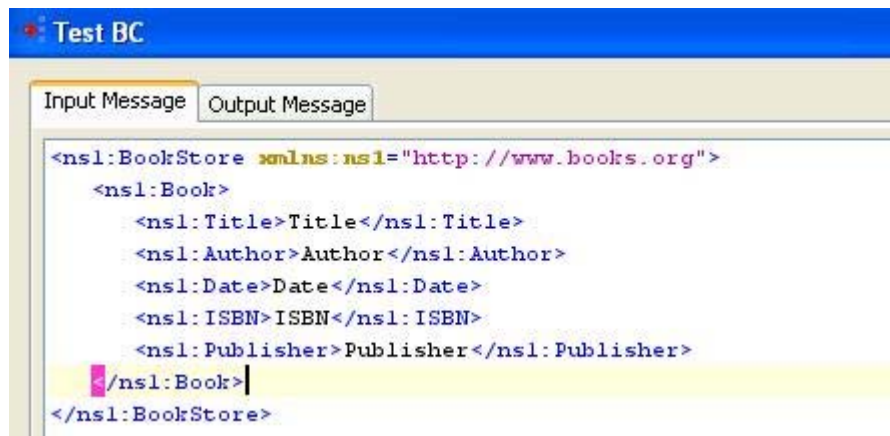 Test BC
Input Message Output Message
<ns1:BookStore xmlns:ns1="http://www.books.org">
<ns1:Book>
<ns1:Title>Title</ns1:Title>
<ns1:Author>Author</ns1:Author>
<ns1:Date>Date</ns1:Date>
<ns1:ISBN>ISBN</ns1:ISBN>
<ns1:Publisher>Publisher</ns1:Publisher>
</ns1:Book>
</ns1:BookStore>